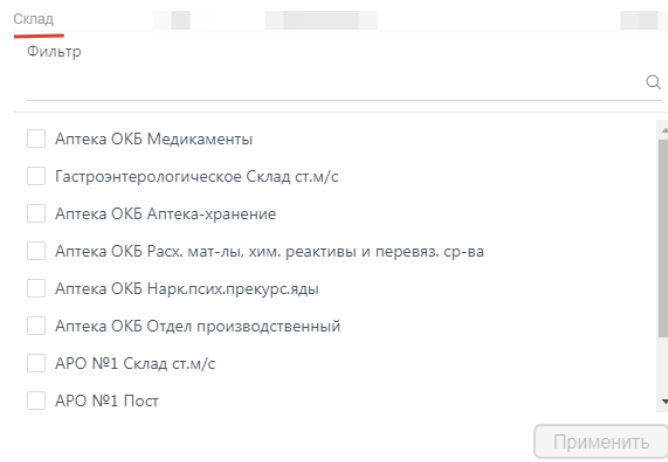 Склад
Фильтр
Аптека ОКБ Медикаменты
Гастроэнтерологическое Склад ст.м/с
Аптека ОКБ Аптека-хранение
Аптека ОКБ Расх. мат-лы, хим. реактивы и перевяз. ср-ва
Аптека ОКБ Нарк.псих.прекурс.яды
Аптека ОКБ Отдел производственный
АРО №1 Склад ст.м/с
АРО №1 Пост
Применить